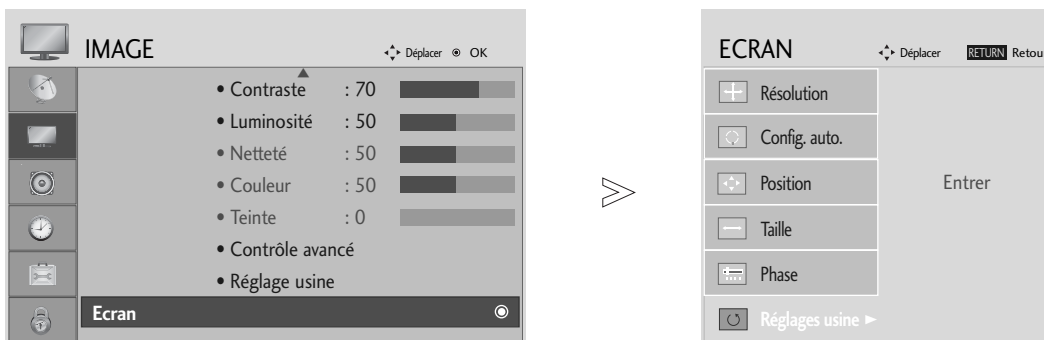 IMAGE
Déplacer OK
• Contraste : 70
• Luminosité : 50
• Netteté : 50
• Couleur : 50
• Teinte : 0
• Contrôle avancé
• Réglage usine
Ecran
ECRAN
Déplacer RETURN Retou
Résolution
Config. auto.
Position
Taille
Phase
Réglages usine ►
Entrer